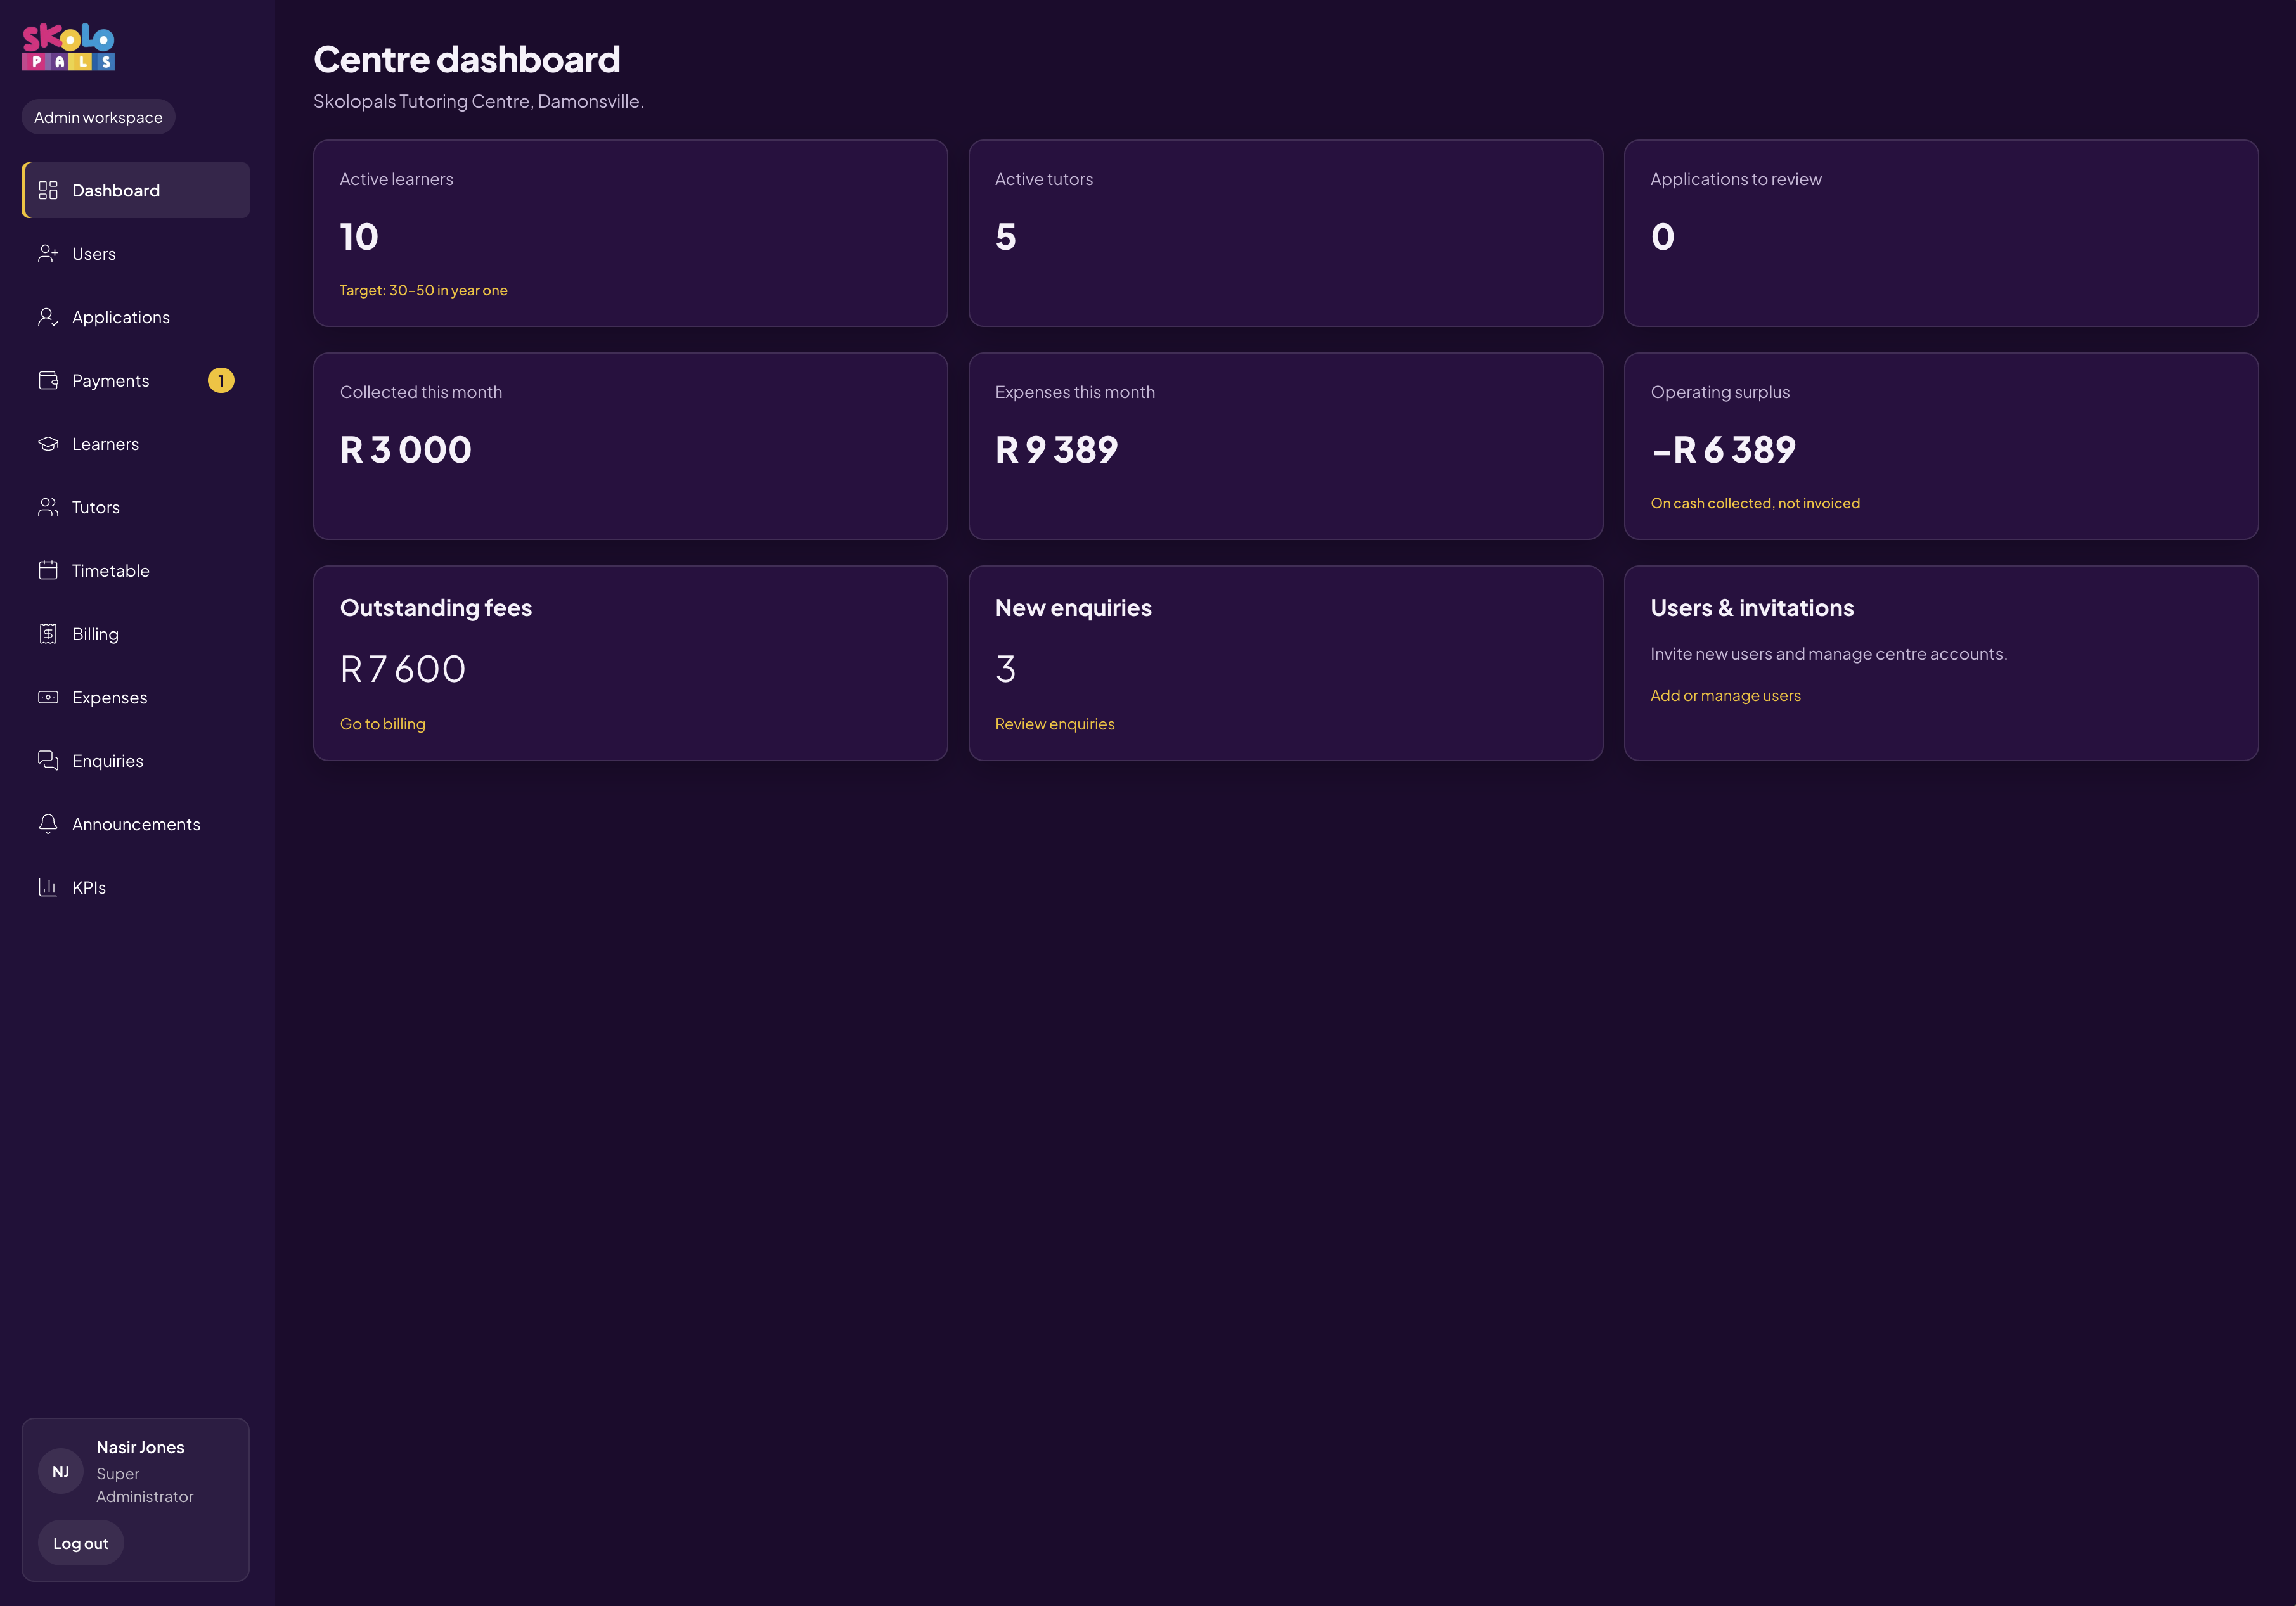 SKOLO
PALS
Admin workspace
Dashboard
Users
Applications
Payments 1
Learners
Tutors
Timetable
Billing
Expenses
Enquiries
Announcements
KPIs
NJ
Nasir Jones
Super
Administrator
Log out
Centre dashboard
Skolopals Tutoring Centre, Damonsville.
Active learners
10
Target: 30–50 in year one
Active tutors
5
Applications to review
0
Collected this month
R 3 000
Expenses this month
R 9 389
Operating surplus
−R 6 389
On cash collected, not invoiced
Outstanding fees
R 7 600
Go to billing
New enquiries
3
Review enquiries
Users & invitations
Invite new users and manage centre accounts.
Add or manage users